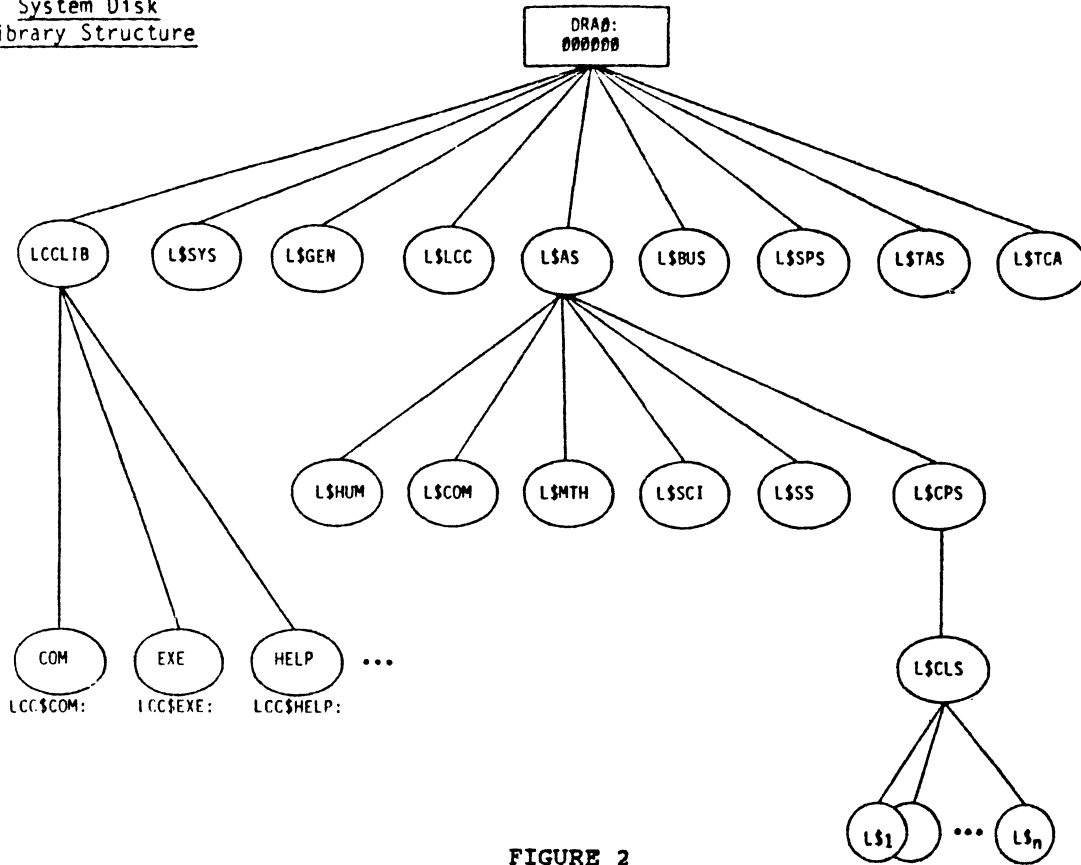 System Disk
ibrary Structure
DRA0:
000000
LCCLIB L$SYS L$GEN L$LCC L$AS L$BUS L$SPS L$TAS L$TCA
L$HUM L$COM L$MTH L$SCI L$SS L$CPS
COM EXE HELP •••
LCC$COM: LCC$EXE: LCC$HELP:
L$CLS
L$1 ••• L$n
FIGURE 2